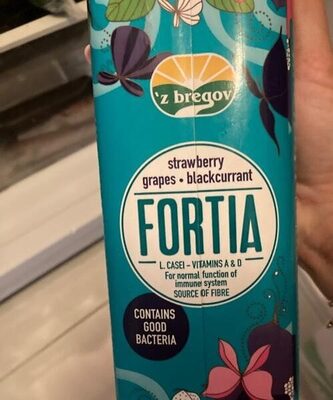 'z bregov
strawberry
grapes • blackcurrant
FORTIA
L. CASEI - VITAMINS A & D
For normal function of
immune system
SOURCE OF FIBRE
CONTAINS
GOOD
BACTERIA